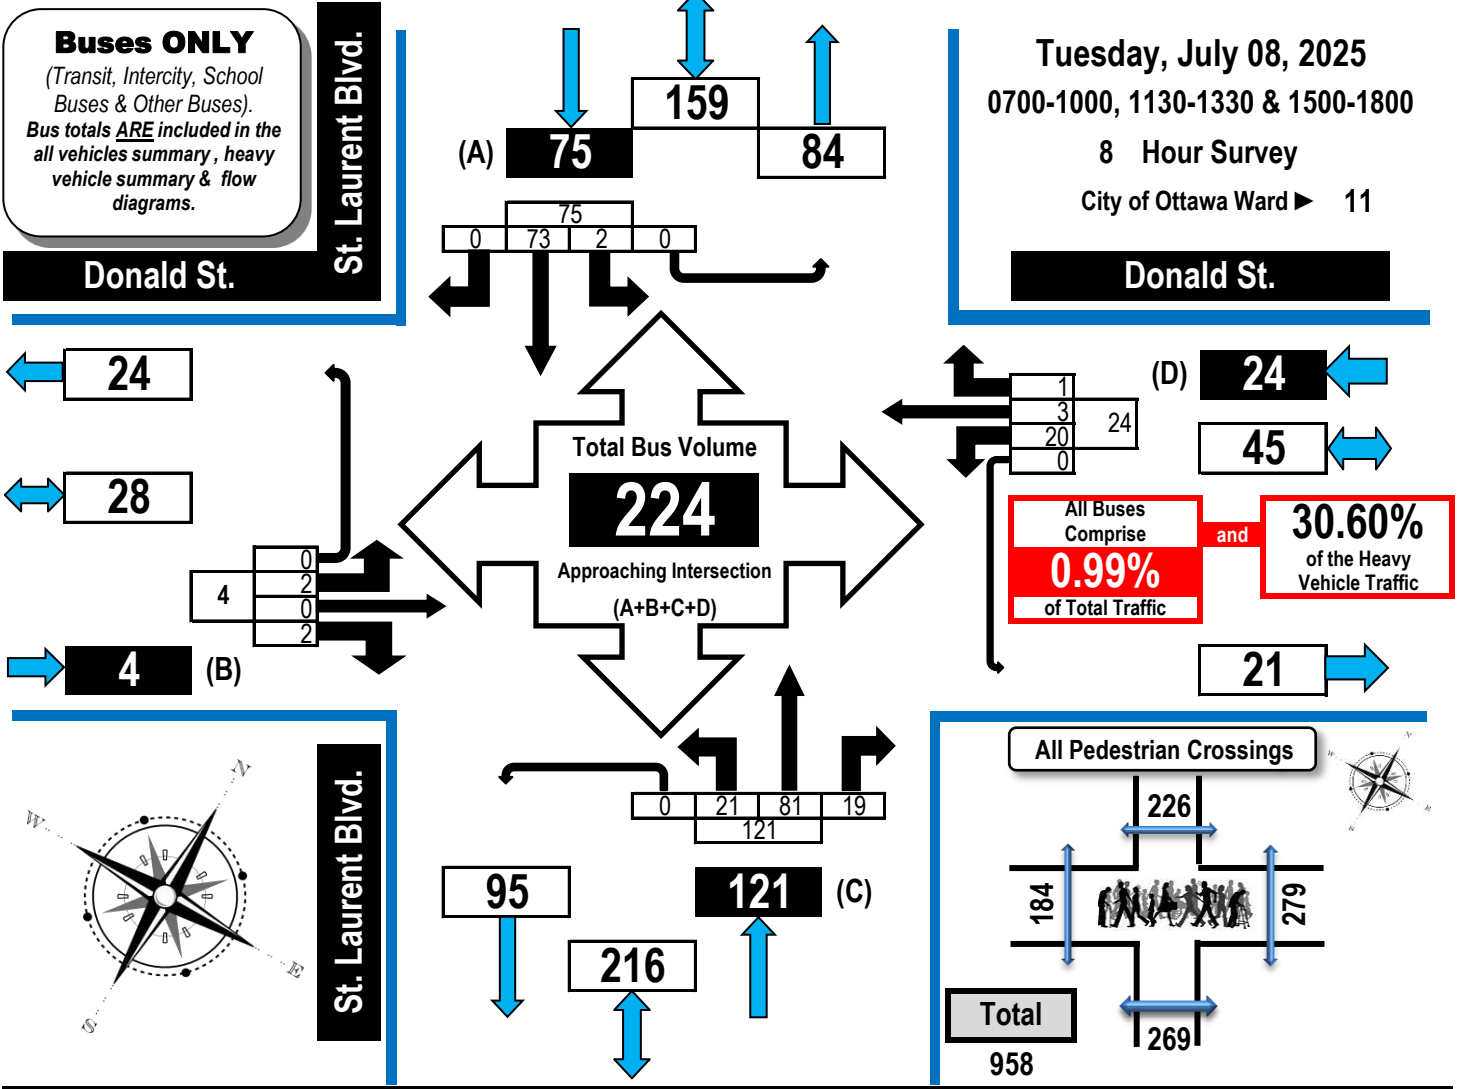 Buses ONLY
(Transit, Intercity, School
Buses & Other Buses).
Bus totals ARE included in the
all vehicles summary , heavy
vehicle summary & flow
diagrams.
St. Laurent Blvd.
Donald St.
159
(A)
75
84
75
0 73 2 0
Tuesday, July 08, 2025
0700-1000, 1130-1330 & 1500-1800
8 Hour Survey
City of Ottawa Ward ► 11
Donald St.
24
28
0
2
0
2
4
4
(B)
Total Bus Volume
224
Approaching Intersection
(A+B+C+D)
1
3
20
0
24
(D)
24
45
All Buses
Comprise
0.99%
of Total Traffic
and
30.60%
of the Heavy
Vehicle Traffic
21
N
W
E
S
St. Laurent Blvd.
0 21 81 19
121
95
121
(C)
216
All Pedestrian Crossings
N
W
E
S
226
184
279
269
Total
958